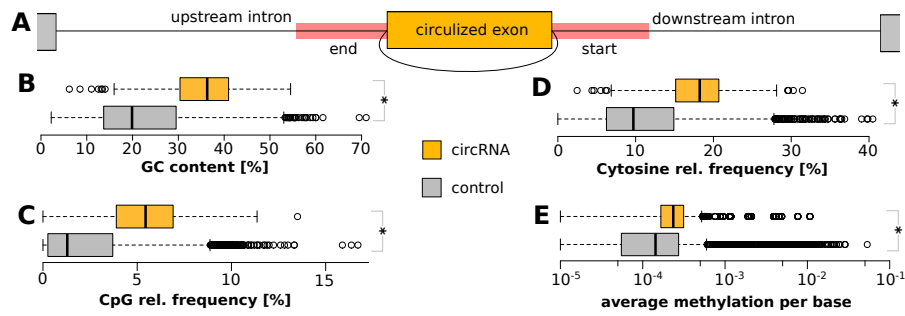 A
upstream intron
circulized exon
downstream intron
end
start
B
*
0 10 20 30 40 50 60 70
GC content [%]
D
*
0 10 20 30 40
Cytosine rel. frequency [%]
circRNA
control
C
*
0 5 10 15
CpG rel. frequency [%]
E
*
10-5 10-4 10-3 10-2 10-1
average methylation per base